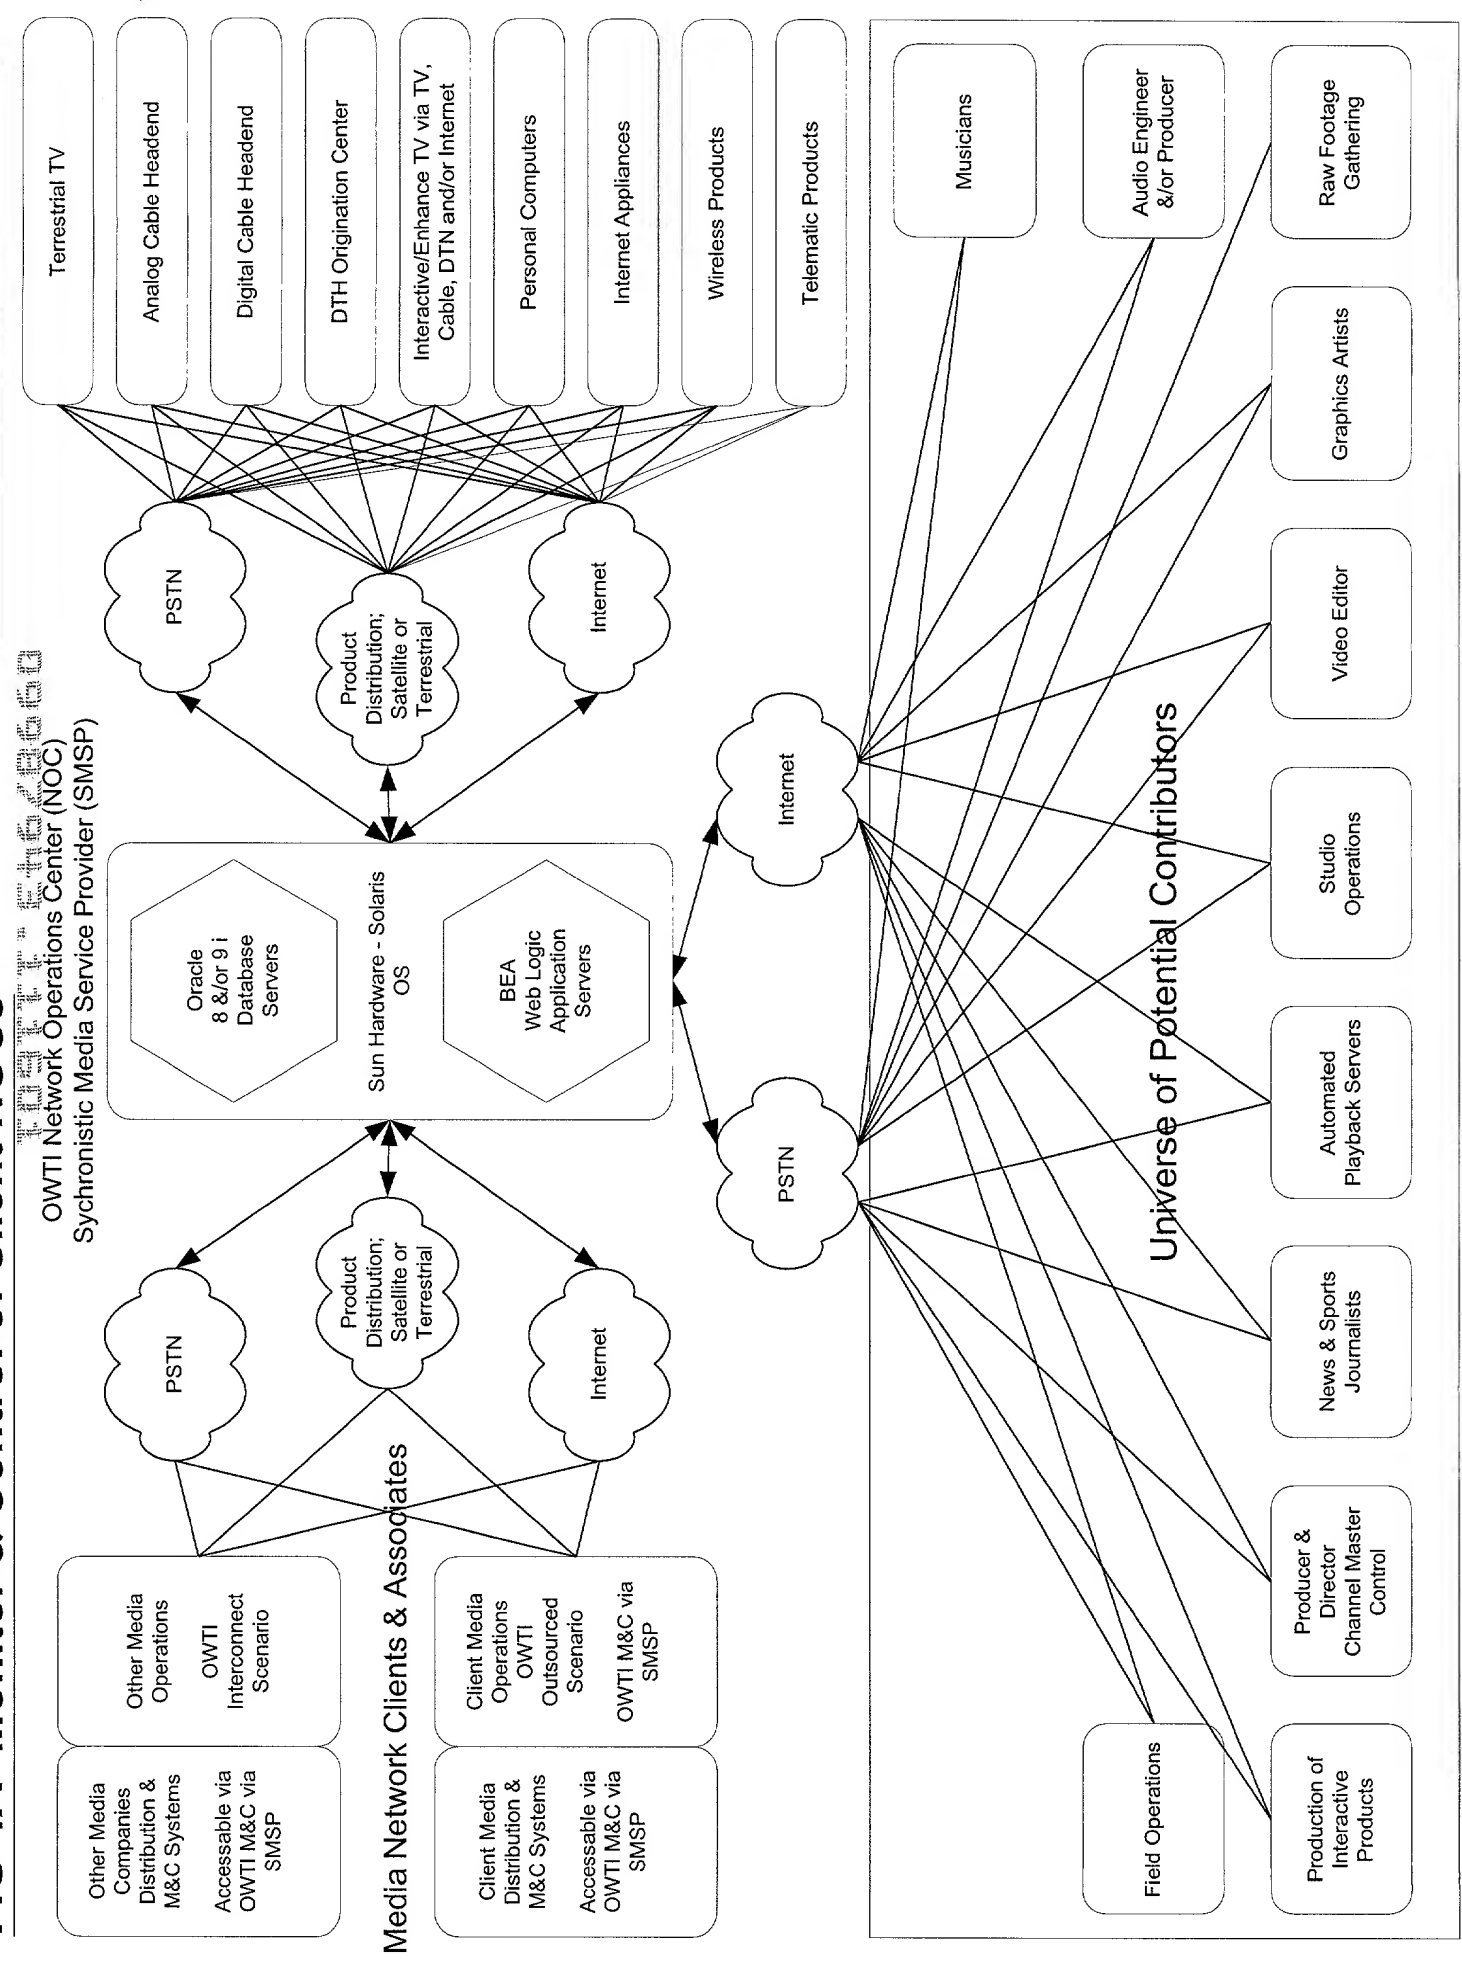 OWTI Network Operations Center (NOC)
Sychronistic Media Service Provider (SMSP)
Other Media
Companies
Distribution &
M&C Systems
Accessable via
OWTI M&C via
SMSP
Other Media
Operations
OWTI
Interconnect
Scenario
Media Network Clients & Associates
Client Media
Distribution &
M&C Systems
Accessable via
OWTI M&C via
SMSP
Client Media
Operations
OWTI
Outsourced
Scenario
OWTI M&C via
SMSP
PSTN
Product
Distribution;
Satellite or
Terrestrial
Internet
Oracle
8 &/or 9 i
Database
Servers
Sun Hardware - Solaris
OS
BEA
Web Logic
Application
Servers
PSTN
Product
Distribution;
Satellite or
Terrestrial
Internet
Terrestrial TV
Analog Cable Headend
Digital Cable Headend
DTH Origination Center
Interactive/Enhance TV via TV,
Cable, DTN and/or Internet
Personal Computers
Internet Appliances
Wireless Products
Telematic Products
PSTN
Internet
Musicians
Field Operations
Universe of Potential Contributors
Audio Engineer
&/or Producer
Production of
Interactive
Products
Producer &
Director
Channel Master
Control
News & Sports
Journalists
Automated
Playback Servers
Studio
Operations
Video Editor
Graphics Artists
Raw Footage
Gathering